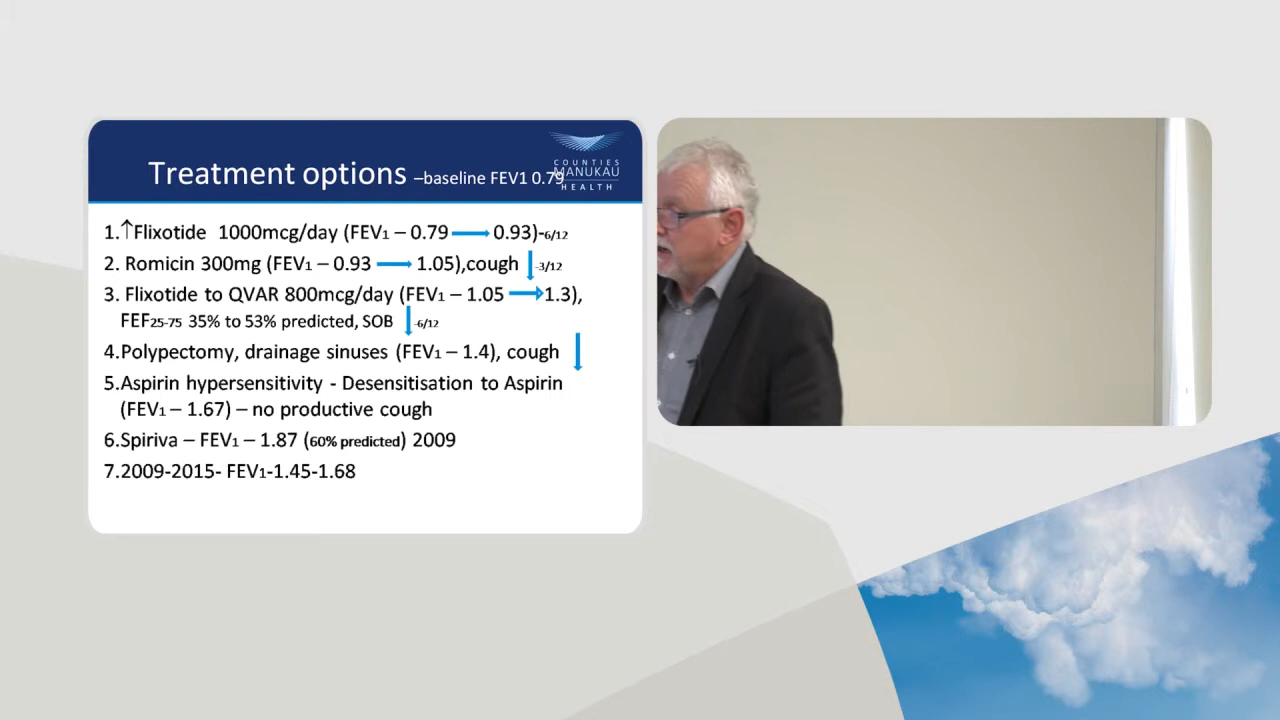 Treatment options –baseline FEV1 0.79
COUNTIES
MANUKAU
HEALTH
1.↑Flixotide 1000mcg/day (FEV1 – 0.79 → 0.93)-6/12
2. Romicin 300mg (FEV1 – 0.93 → 1.05),cough ↓ -3/12
3. Flixotide to QVAR 800mcg/day (FEV1 – 1.05 → 1.3),
FEF25-75 35% to 53% predicted, SOB ↓ -6/12
4.Polypectomy, drainage sinuses (FEV1 – 1.4), cough ↓
5.Aspirin hypersensitivity - Desensitisation to Aspirin
(FEV1 – 1.67) – no productive cough
6.Spiriva – FEV1 – 1.87 (60% predicted) 2009
7.2009-2015- FEV1-1.45-1.68